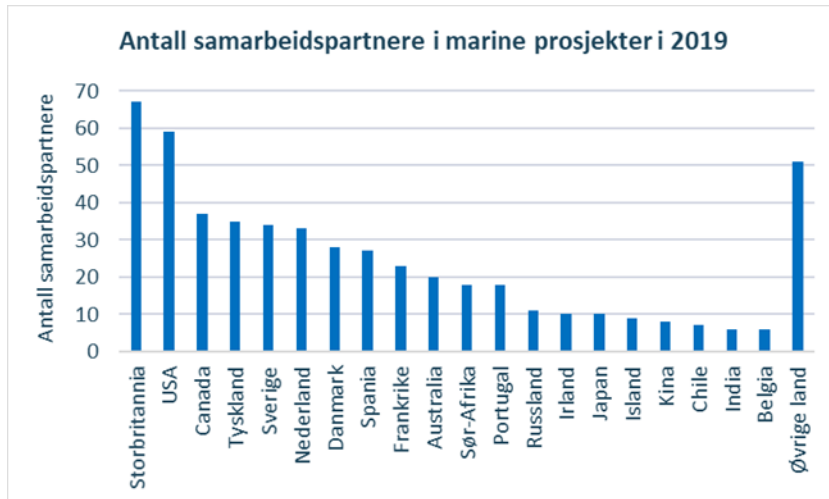 Antall samarbeidspartnere i marine prosjekter i 2019
Antall samarbeidspartnere
70
60
50
40
30
20
10
0
Storbritannia
USA
Canada
Tyskland
Sverige
Nederland
Danmark
Spania
Frankrike
Australia
Sør-Afrika
Portugal
Russland
Irland
Japan
Island
Kina
Chile
India
Belgia
Øvrige land